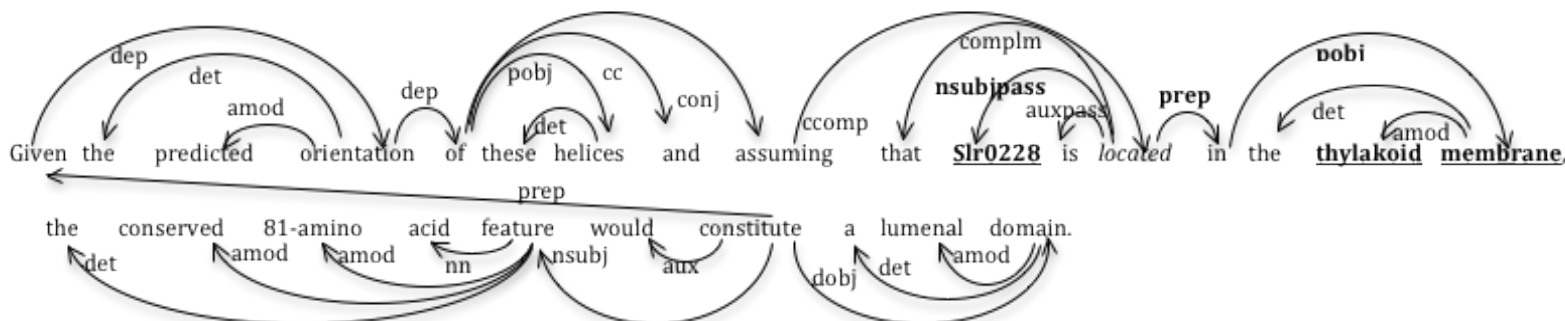 dep det amod dep pobj cc conj ccomp complm nsubjpass auxpass prep pobj det amod
Given the predicted orientation of these helices and assuming that Slr0228 is located in the thylakoid membrane,
det
prep
the conserved 81-amino acid feature would constitute a lumenal domain.
det amod amod nn nsubj aux dobj det amod